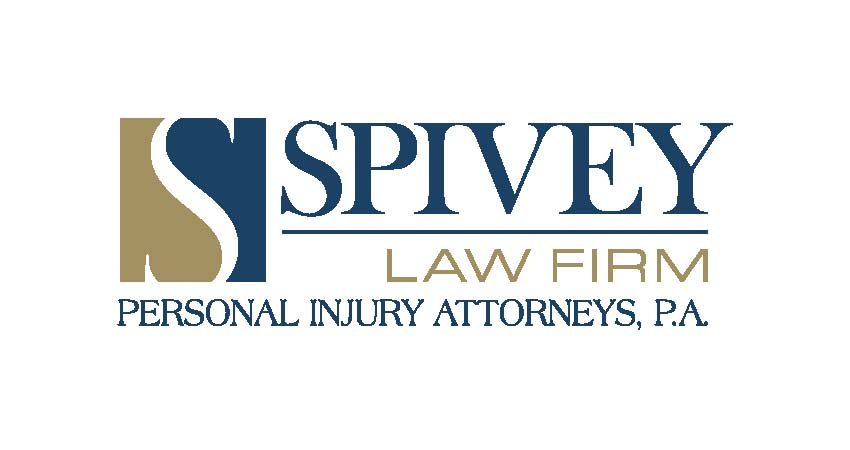 SPIVEY
LAW FIRM
PERSONAL INJURY ATTORNEYS, P.A.